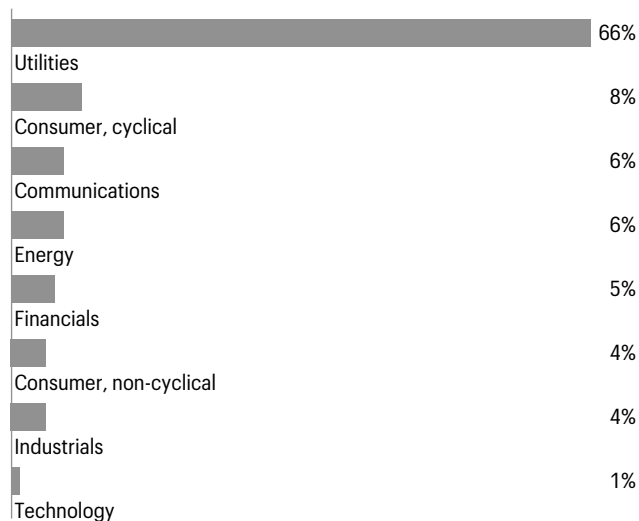 66%
Utilities
8%
Consumer, cyclical
6%
Communications
6%
Energy
5%
Financials
4%
Consumer, non-cyclical
4%
Industrials
1%
Technology